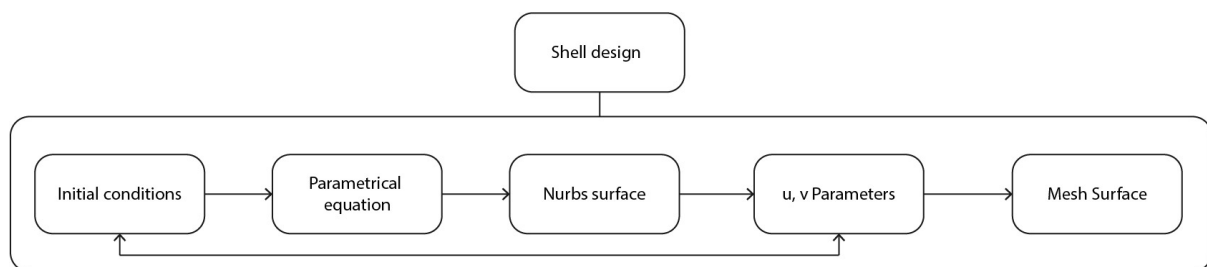 Shell design
Initial conditions
Parametrical
equation
Nurbs surface
u, v Parameters
Mesh Surface